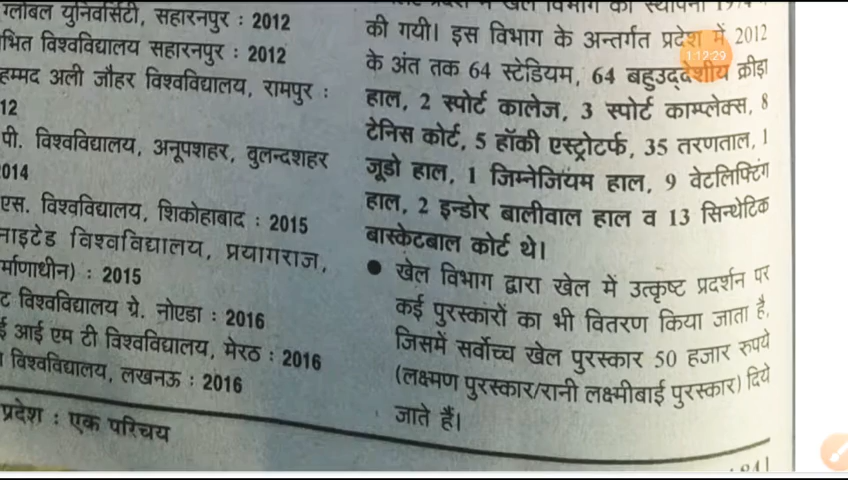 ग्लोबल युनिवर्सिटी, सहारनपुर : 2012
भित विश्वविद्यालय सहारनपुर : 2012
हम्मद अली जौहर विश्वविद्यालय, रामपुर :
12
पी. विश्वविद्यालय, अनूपशहर, बुलन्दशहर
014
एस. विश्वविद्यालय, शिकोहाबाद : 2015
नाइटेड विश्वविद्यालय, प्रयागराज,
र्माणाधीन) : 2015
ट विश्वविद्यालय ग्रे. नोएडा : 2016
ई आई एम टी विश्वविद्यालय, मेरठ : 2016
विश्वविद्यालय, लखनऊ : 2016
प्रदेश : एक परिचय
में खेल विभाग की स्थापना
की गयी। इस विभाग के अन्तर्गत प्रदेश में 2012
के अंत तक 64 स्टेडियम, 64 बहुउद्देशीय क्रीड़ा
हाल, 2 स्पोर्ट कालेज, 3 स्पोर्ट काम्प्लेक्स, 8
टेनिस कोर्ट, 5 हॉकी एस्ट्रोटर्फ, 35 तरणताल, 1
जूडो हाल, 1 जिम्नेजियम हाल, 9 वेटलिफ्टिंग
हाल, 2 इन्डोर बालीवाल हाल व 13 सिन्थेटिक
बास्केटबाल कोर्ट थे।
● खेल विभाग द्वारा खेल में उत्कृष्ट प्रदर्शन पर
कई पुरस्कारों का भी वितरण किया जाता है,
जिसमें सर्वोच्च खेल पुरस्कार 50 हजार रुपये
(लक्ष्मण पुरस्कार/रानी लक्ष्मीबाई पुरस्कार) दिये
जाते हैं।
1:12:29